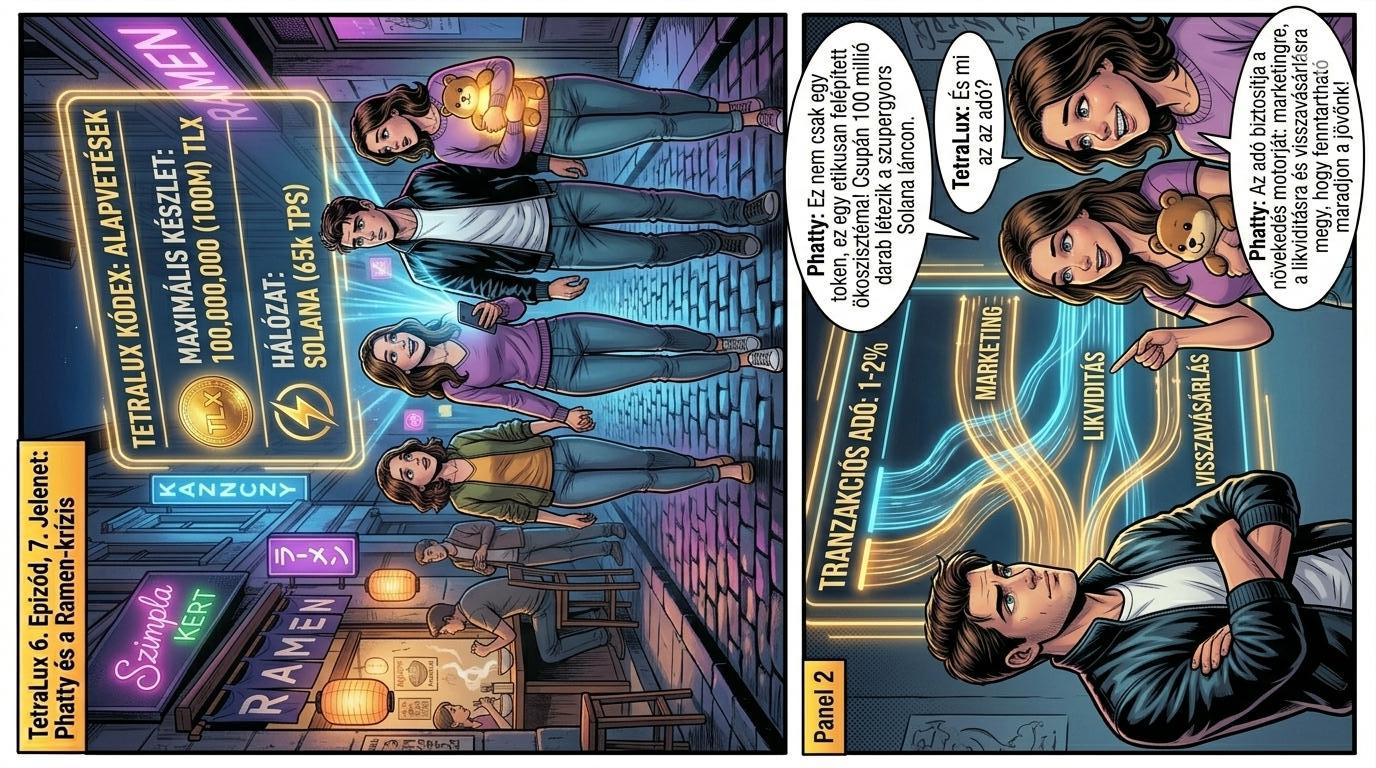 TetraLux 6. Epizód, 7. Jelenet:
Phatty és a Ramen-krízis
Szimpla
KERT
RAMEN
ラーメン
KAZNCZNY
TETRALUX KÓDEX: ALAPVETÉSEK
TLX
MAXIMÁLIS KÉSZLET:
100,000,000 (100M) TLX
HÁLÓZAT:
SOLANA (65k TPS)
RAMEN
Panel 2
TRANZAKCIÓS ADÓ: 1-2%
MARKETING
LIKVIDITÁS
VISSZAVÁSÁRLÁS
Phatty: Ez nem csak egy
token, ez egy etikusan felépített
ökoszisztéma! Csupán 100 millió
darab létezik a szupergyors
Solana láncon.
TetraLux: És mi
az az adó?
Phatty: Az adó biztosítja a
növekedés motorját: marketingre,
a likviditásra és visszavásárlásra
megy, hogy fenntartható
maradjon a jövőnk!